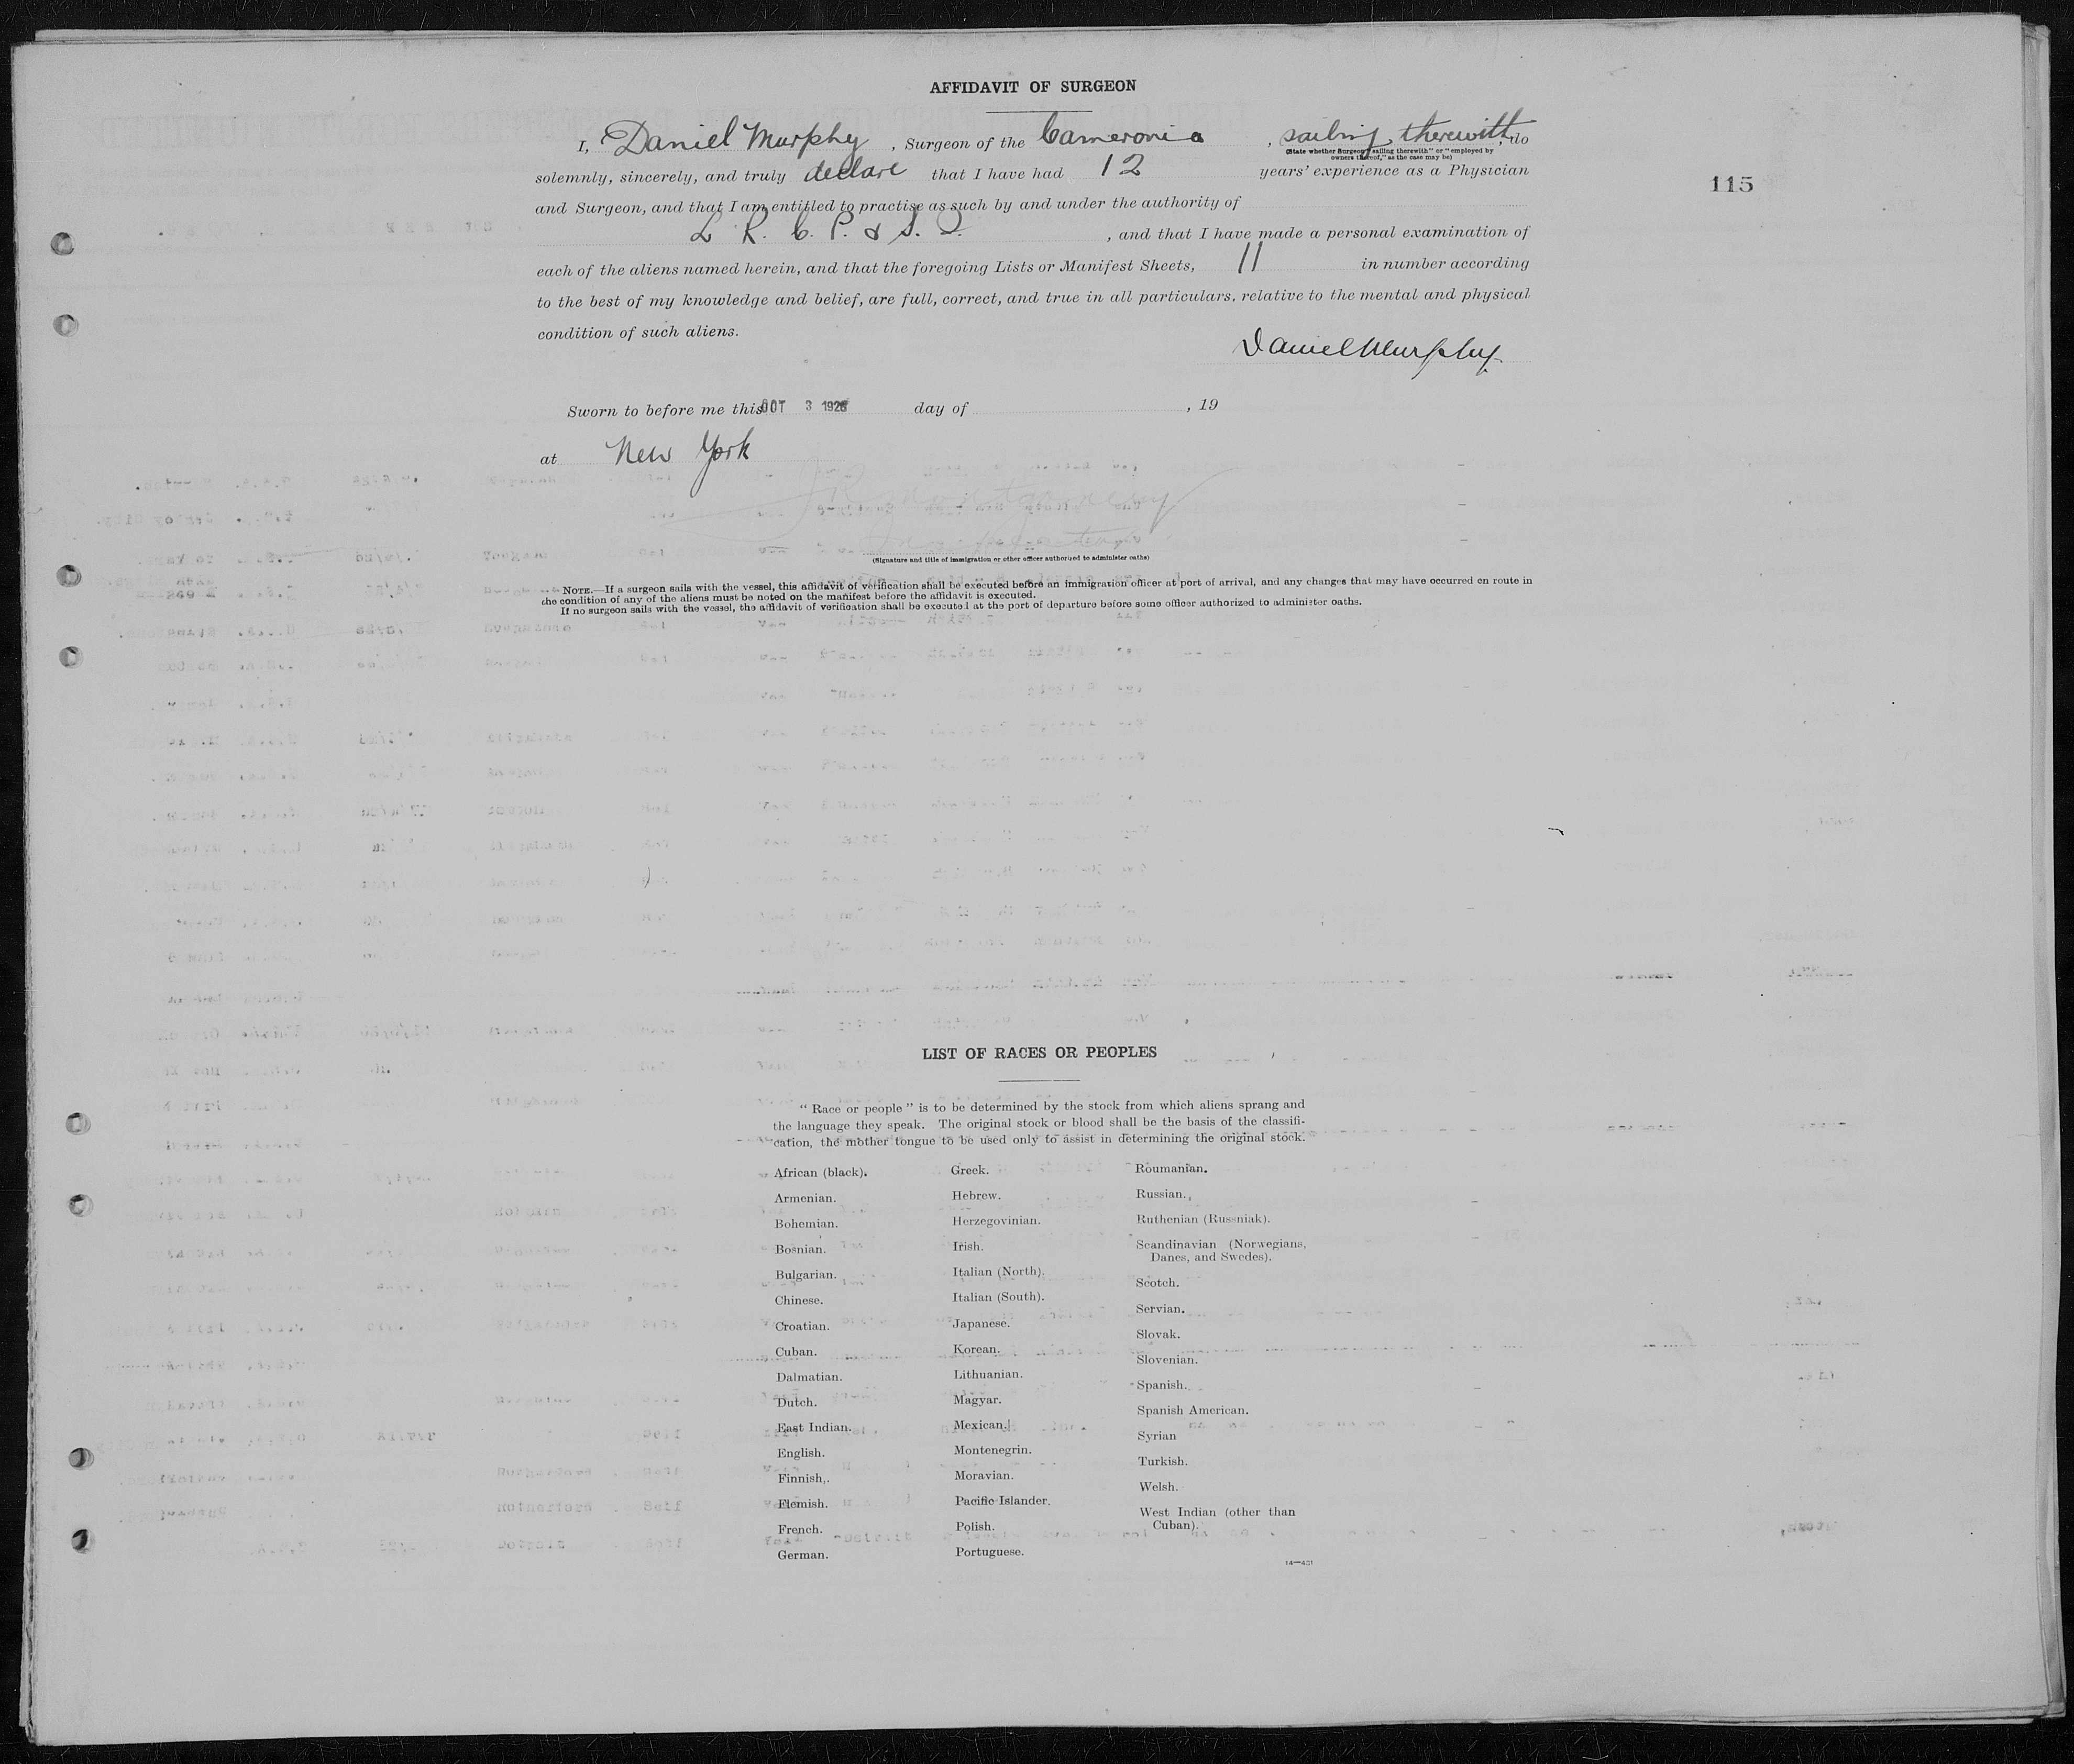 AFFIDAVIT OF SURGEON
I, Daniel Murphy, Surgeon of the Cameronia, sailing therewith, do
(State whether Surgeon "sailing therewith" or "employed by
owners thereof," as the case may be)
solemnly, sincerely, and truly declare that I have had 12 years' experience as a Physician
115
and Surgeon, and that I am entitled to practise as such by and under the authority of
L R. C. P. & S. I., and that I have made a personal examination of
each of the aliens named herein, and that the foregoing Lists or Manifest Sheets, 11 in number according
to the best of my knowledge and belief, are full, correct, and true in all particulars. relative to the mental and physical
condition of such aliens.
Daniel Murphy.
Sworn to before me this OCT 3 1926 day of , 19
at New York
(Signature and title of immigration or other officer authorized to administer oaths)
NOTE.—If a surgeon sails with the vessel, this affidavit of verification shall be executed before an immigration officer at port of arrival, and any changes that may have occurred on route in
the condition of any of the aliens must be noted on the manifest before the affidavit is executed.
If no surgeon sails with the vessel, the affidavit of verification shall be executed at the port of departure before some officer authorized to administer oaths.
LIST OF RACES OR PEOPLES
"Race or people" is to be determined by the stock from which aliens sprang and
the language they speak. The original stock or blood shall be the basis of the classifi-
cation, the mother tongue to be used only to assist in determining the original stock.
African (black).
Armenian.
Bohemian.
Bosnian.
Bulgarian.
Chinese.
Croatian.
Cuban.
Dalmatian.
Dutch.
East Indian.
English.
Finnish.
Flemish.
French.
German.
Greek.
Hebrew.
Herzegovinian.
Irish.
Italian (North).
Italian (South).
Japanese.
Korean.
Lithuanian.
Magyar.
Mexican.
Montenegrin.
Moravian.
Pacific Islander.
Polish.
Portuguese.
Roumanian.
Russian.
Ruthenian (Russniak).
Scandinavian (Norwegians,
Danes, and Swedes).
Scotch.
Servian.
Slovak.
Slovenian.
Spanish.
Spanish American.
Syrian
Turkish.
Welsh.
West Indian (other than
Cuban).
14—431